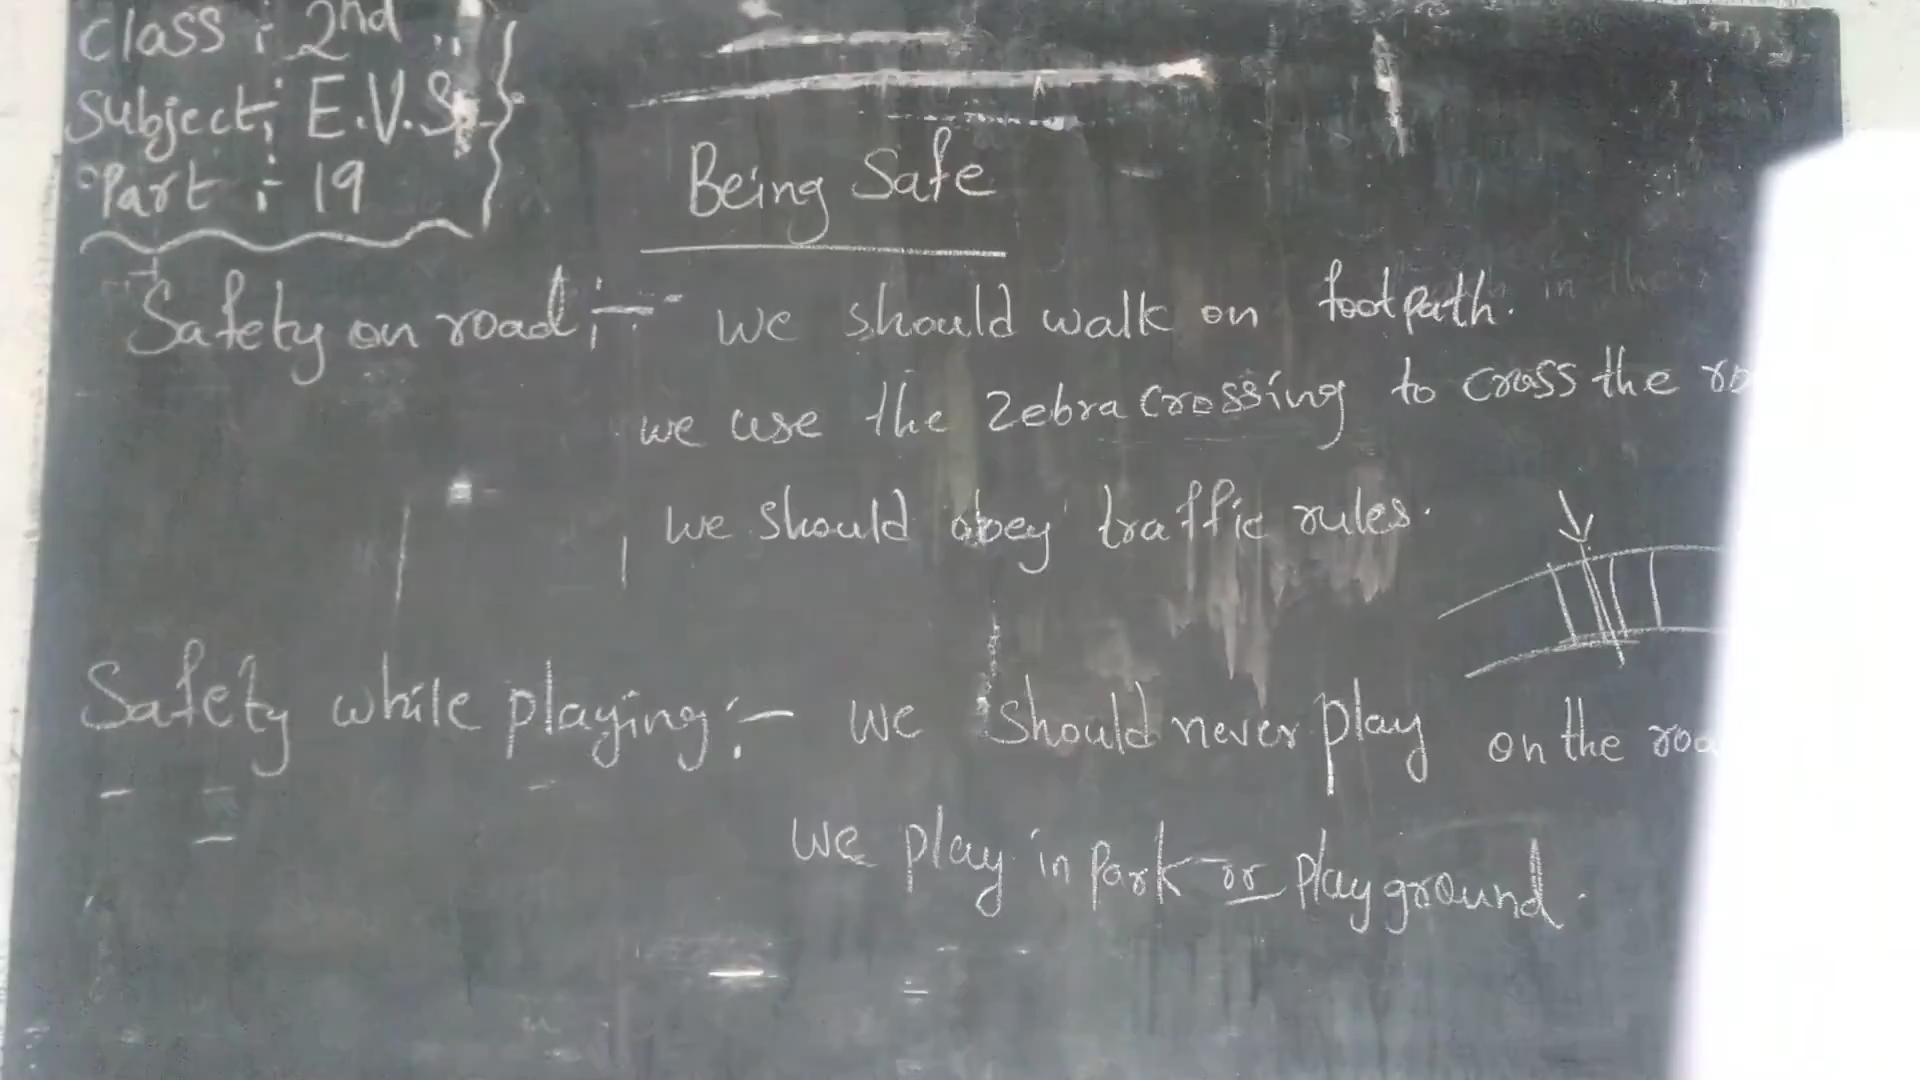 Class :- 2nd
Subject :- E.V.S
Part :- 19
Being Safe
Safety on road :- we should walk on footpath.
we use the Zebra crossing to cross the
we should obey traffic rules.
Safety while playing :- we should never play on the
we play in Park or Play ground.